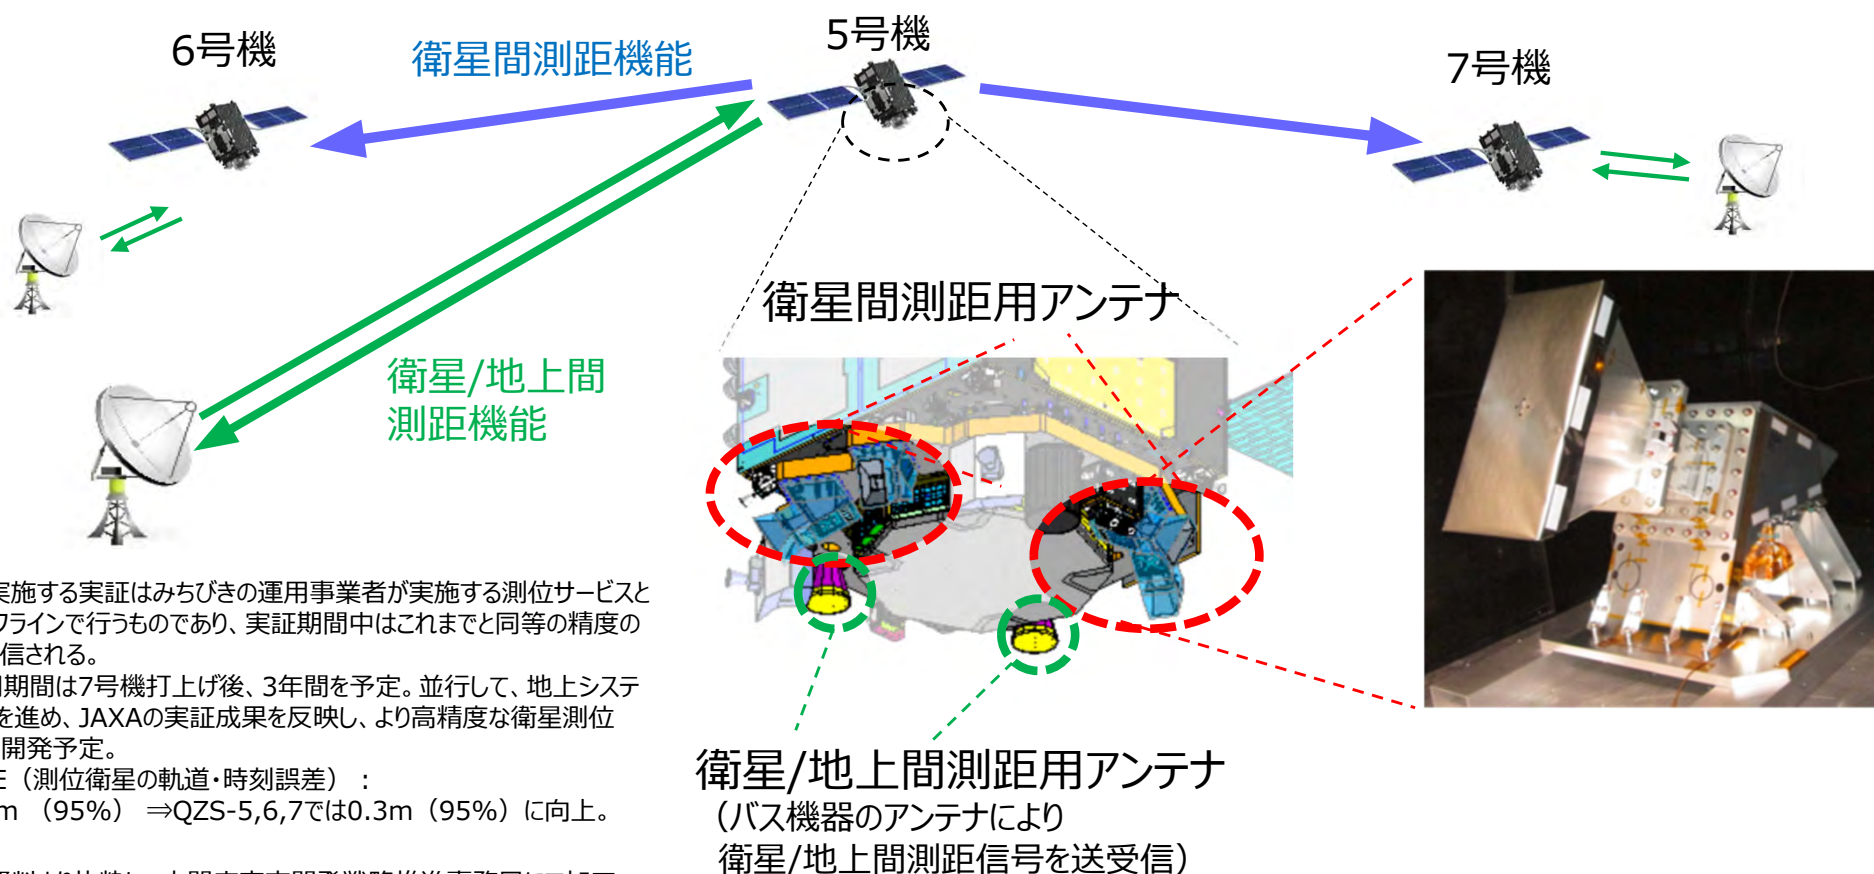 5号機
6号機
衛星間測距機能
7号機
衛星間測距用アンテナ
衛星/地上間
測距機能
実施する実証はみちびきの運用事業者が実施する測位サービスと
フラインで行うものであり、実証期間中はこれまでと同等の精度の
信される。
期間は7号機打上げ後、3年間を予定。並行して、地上システ
を進め、JAXAの実証成果を反映し、より高精度な衛星測位
開発予定。
E（測位衛星の軌道・時刻誤差）：
m （95%） ⇒QZS-5,6,7では0.3m（95%）に向上。
衛星/地上間測距用アンテナ
（バス機器のアンテナにより
衛星/地上間測距信号を送受信）